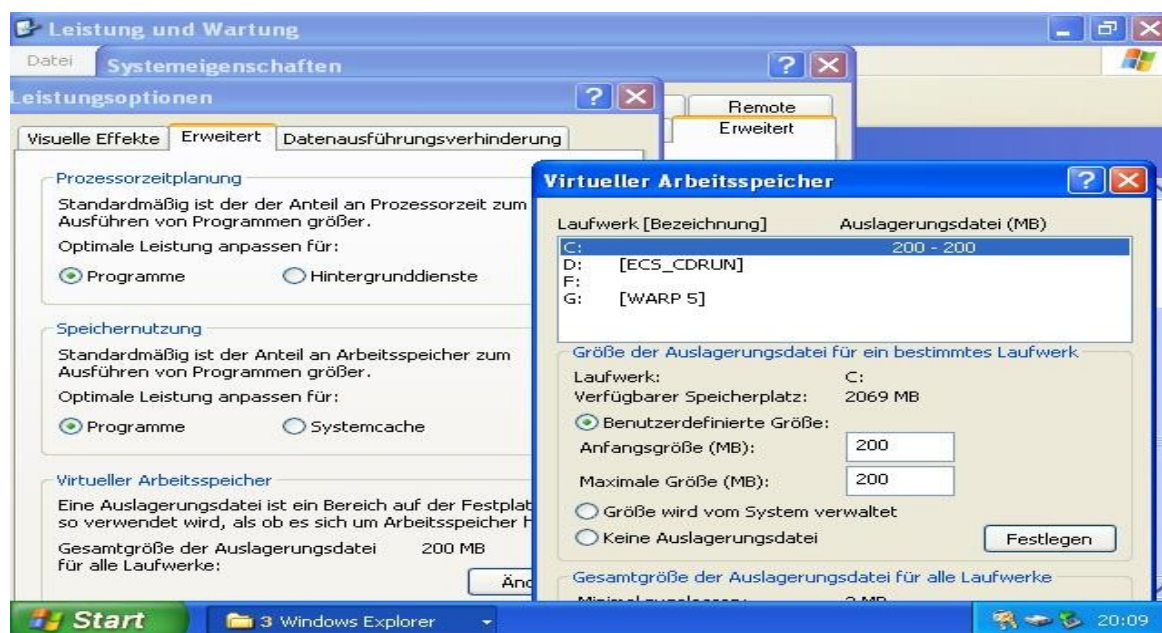 Leistung und Wartung
Datei
Systemeigenschaften
Leistungsoptionen
Remote
Erweitert
Visuelle Effekte Erweitert Datenausführungsverhinderung
Prozessorzeitplanung
Standardmäßig ist der der Anteil an Prozessorzeit zum
Ausführen von Programmen größer.
Optimale Leistung anpassen für:
Programme Hintergrunddienste
Speichernutzung
Standardmäßig ist der Anteil an Arbeitsspeicher zum
Ausführen von Programmen größer.
Optimale Leistung anpassen für:
Programme Systemcache
Virtueller Arbeitsspeicher
Eine Auslagerungsdatei ist ein Bereich auf der Festplat
so verwendet wird, als ob es sich um Arbeitsspeicher h
Gesamtgröße der Auslagerungsdatei 200 MB
für alle Laufwerke:
Änd
Virtueller Arbeitsspeicher
Laufwerk [Bezeichnung] Auslagerungsdatei (MB)
C: 200 - 200
D: [ECS_CDRUN]
F:
G: [WARP 5]
Größe der Auslagerungsdatei für ein bestimmtes Laufwerk
Laufwerk: C:
Verfügbarer Speicherplatz: 2069 MB
Benutzerdefinierte Größe:
Anfangsgröße (MB): 200
Maximale Größe (MB): 200
Größe wird vom System verwaltet
Keine Auslagerungsdatei Festlegen
Gesamtgröße der Auslagerungsdatei für alle Laufwerke
Start 3 Windows Explorer 20:09